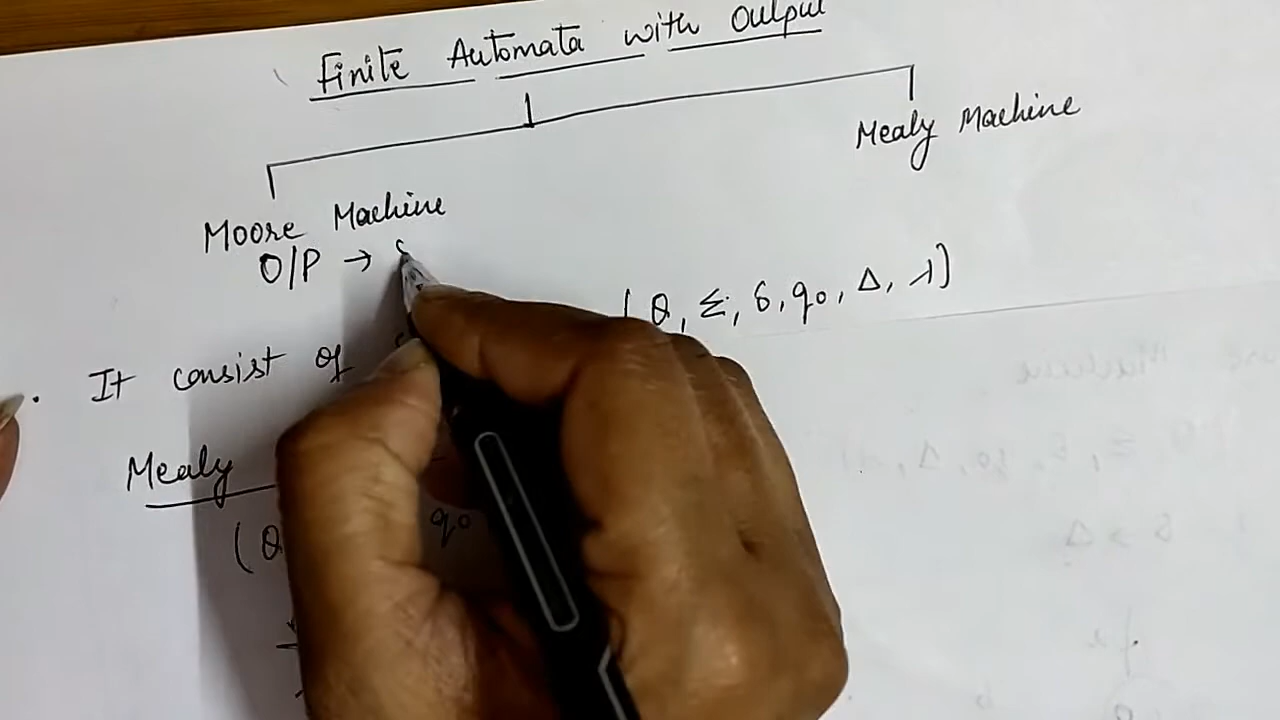 Finite Automata with Output
Mealy Machine
Moore Machine
O/P →
(Q, Σ, δ, q0, Δ, λ)
. It consist of
Mealy
(Q q0